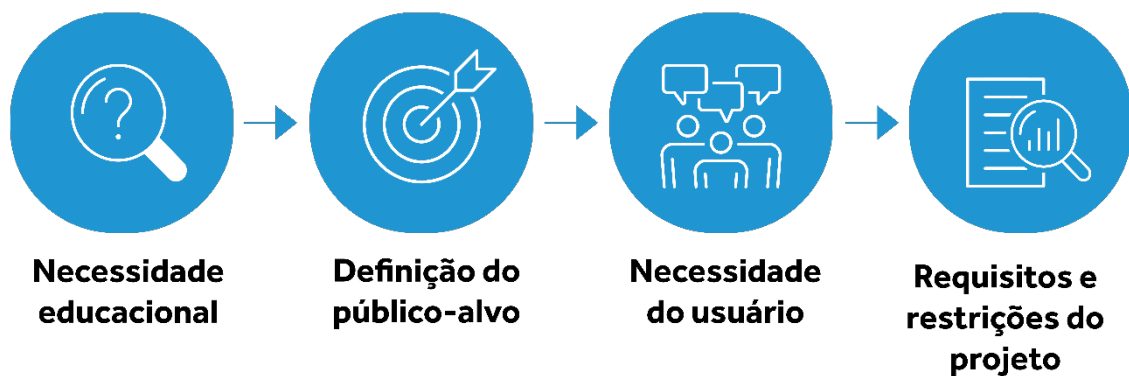 Necessidade
educacional
Definição do
público-alvo
Necessidade
do usuário
Requisitos e
restrições do
projeto